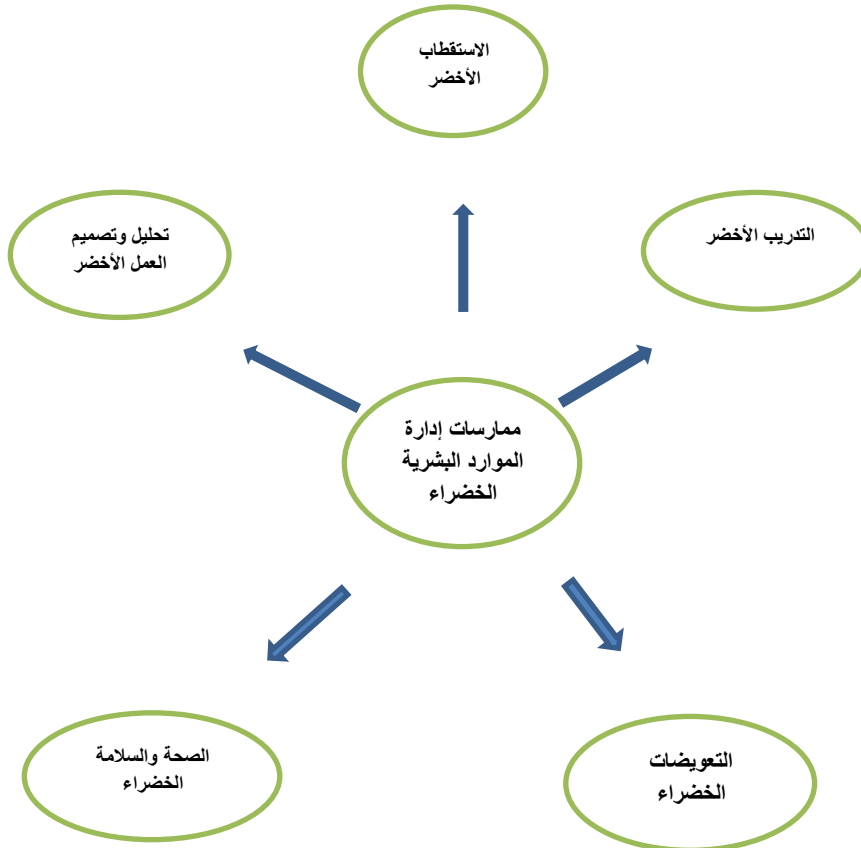 الاستقطاب
الأخضر
التدريب الأخضر
تحليل وتصميم
العمل الأخضر
ممارسات إدارة
الموارد البشرية
الخضراء
التعويضات
الخضراء
الصحة والسلامة
الخضراء